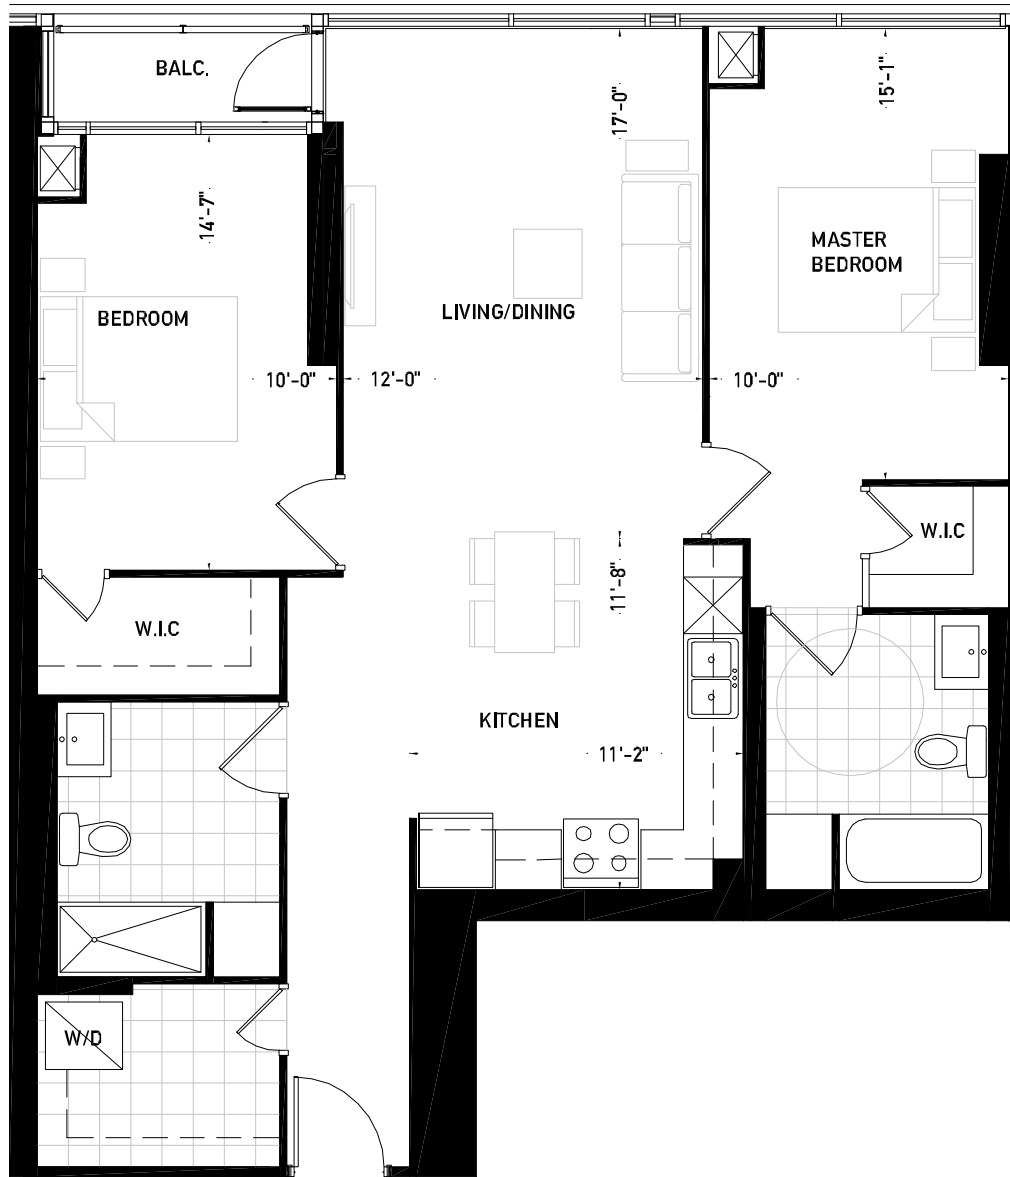 BALC.
17'-0"
15'-1"
14'-7"
MASTER
BEDROOM
BEDROOM
LIVING/DINING
10'-0"
12'-0"
10'-0"
W.I.C
11'-8"
W.I.C
KITCHEN
11'-2"
W/D